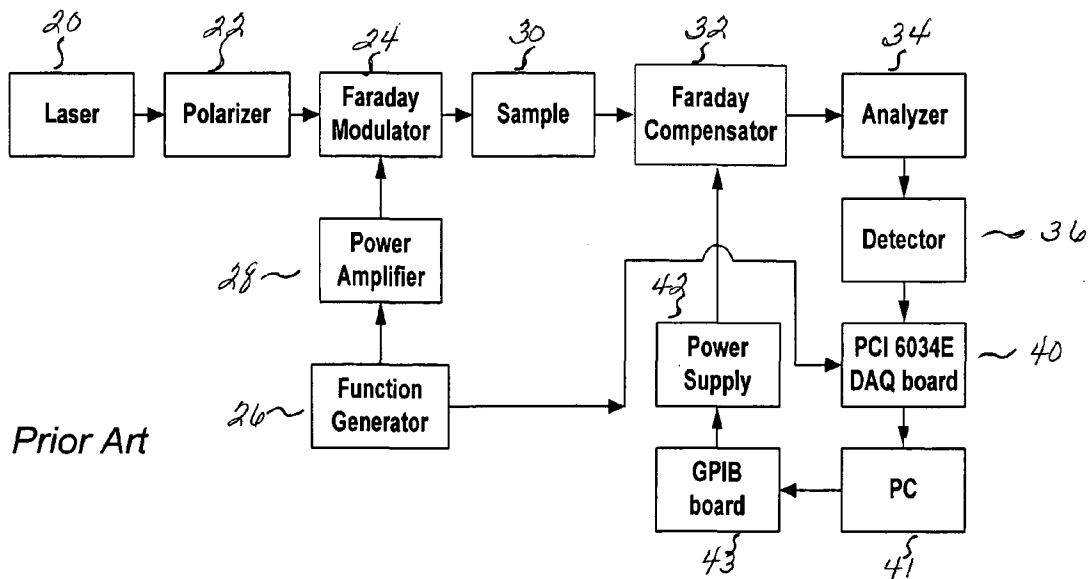 20
22
24
30
32
34
Laser
Polarizer
Faraday
Modulator
Sample
Faraday
Compensator
Analyzer
28
Power
Amplifier
42
Detector
36
26
Function
Generator
Power
Supply
PCI 6034E
DAQ board
40
Prior Art
GPIB
board
PC
43
41